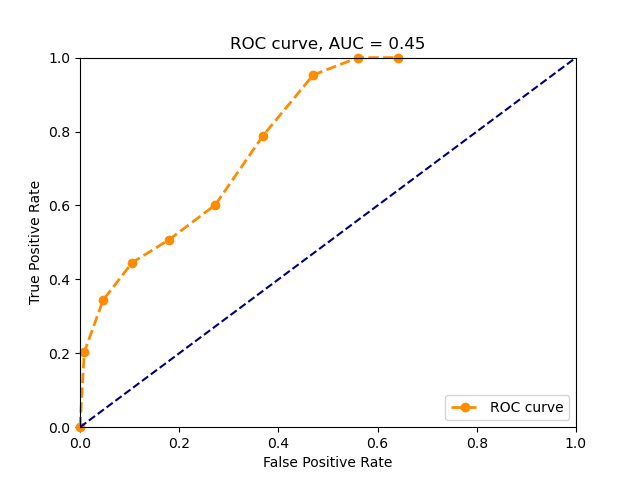 ROC curve, AUC = 0.45
1.0
0.8
0.6
0.4
0.2
0.0
True Positive Rate
ROC curve
0.0 0.2 0.4 0.6 0.8 1.0
False Positive Rate